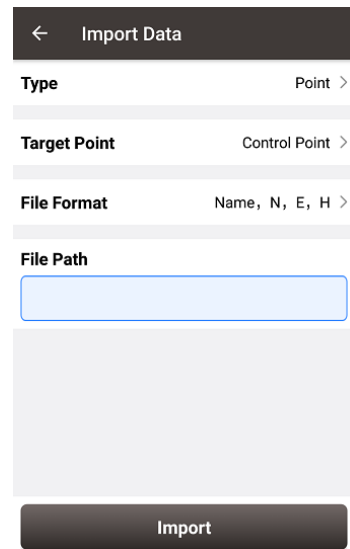 Import Data
Type Point
Target Point Control Point
File Format Name, N, E, H
File Path
Import